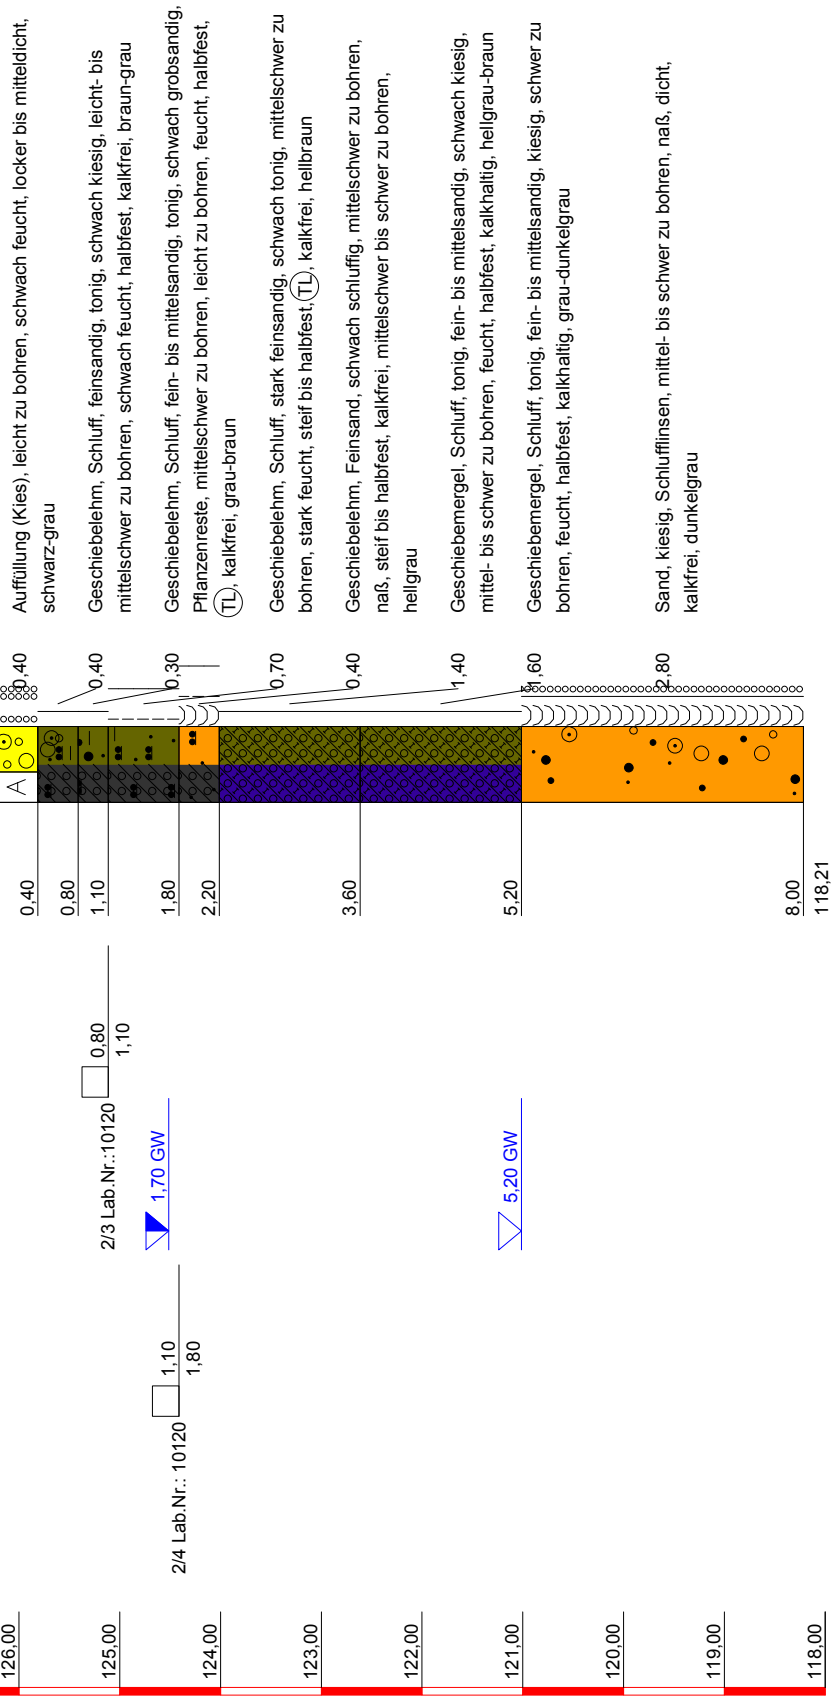 Auffüllung (Kies), leicht zu bohren, schwach feucht, locker bis mitteldicht,
schwarz-grau
Geschiebelehm, Schluff, feinsandig, tonig, schwach kiesig, leicht- bis
mittelschwer zu bohren, schwach feucht, halbfest, kalkfrei, braun-grau
Geschiebelehm, Schluff, fein- bis mittelsandig, tonig, schwach grobsandig,
Pflanzenreste, mittelschwer zu bohren, leicht zu bohren, feucht, halbfest,
TL, kalkfrei, grau-braun
Geschiebelehm, Schluff, stark feinsandig, schwach tonig, mittelschwer zu
bohren, stark feucht, steif bis halbfest, TL, kalkfrei, hellbraun
Geschiebelehm, Feinsand, schwach schluffig, mittelschwer zu bohren,
naß, steif bis halbfest, kalkfrei, mittelschwer bis schwer zu bohren,
hellgrau
Geschiebemergel, Schluff, tonig, fein- bis mittelsandig, schwach kiesig,
mittel- bis schwer zu bohren, feucht, halbfest, kalkhaltig, hellgrau-braun
Geschiebemergel, Schluff, tonig, fein- bis mittelsandig, kiesig, schwer zu
bohren, feucht, halbfest, kalkhaltig, grau-dunkelgrau
Sand, kiesig, Schlufflinsen, mittel- bis schwer zu bohren, naß, dicht,
kalkfrei, dunkelgrau
0,40
0,40
0,30
0,70
0,40
1,40
1,60
2,80
A
0,40
0,80
1,10
1,80
2,20
3,60
5,20
8,00
118,21
0,80
1,10
2/3 Lab.Nr.:10120
1,70 GW
5,20 GW
1,10
1,80
2/4 Lab.Nr.: 10120
126,00
125,00
124,00
123,00
122,00
121,00
120,00
119,00
118,00